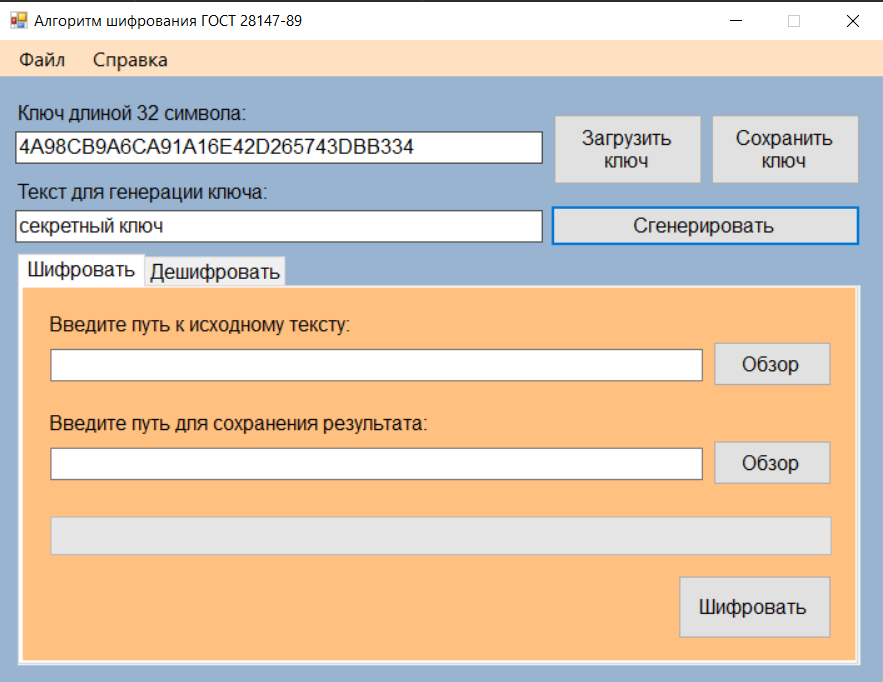 Алгоритм шифрования ГОСТ 28147-89
Файл Справка
Ключ длиной 32 символа:
4A98CB9A6CA91A16E42D265743DBB334
Загрузить
ключ
Сохранить
ключ
Текст для генерации ключа:
секретный ключ
Сгенерировать
Шифровать Дешифровать
Введите путь к исходному тексту:
Обзор
Введите путь для сохранения результата:
Обзор
Шифровать